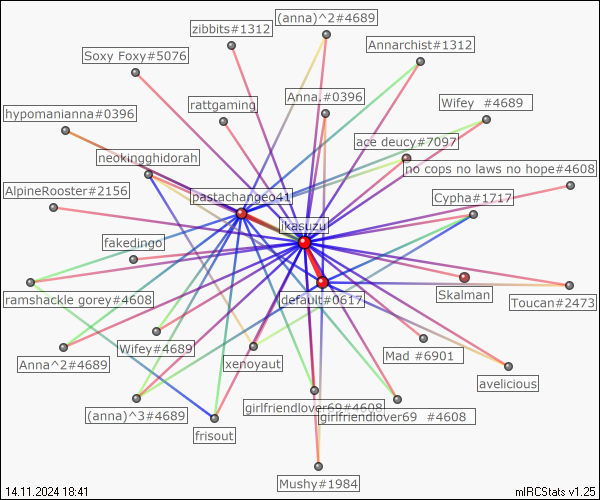 (anna)^2#4689
zibbits#1312
Annarchist#1312
Soxy Foxy#5076
Anna.#0396
Wifey #4689
rattgaming
hypomanianna#0396
ace deucy#7097
neokingghidorah
no cops no laws no hope#4608
AlpineRooster#2156
pastachangeo41
Cypha#1717
ikasuzu
fakedingo
ramshackle gorey#4608
default#0617
Skalman
Toucan#2473
Wifey#4689
Anna^2#4689
xenoyaut
Mad #6901
avelicious
(anna)^3#4689
girlfriendlover69#4608
girlfriendlover69 #4608
frisout
Mushy#1984
14.11.2024 18:41
mIRCStats v1.25